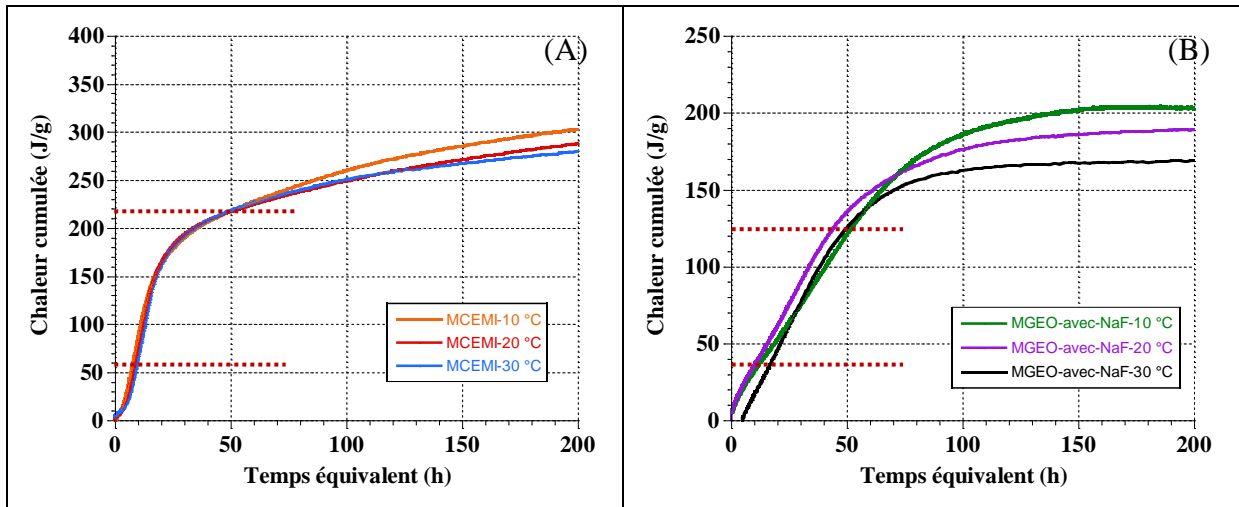 (A)
Chaleur cumulée (J/g)
400
350
300
250
200
150
100
50
0
MCEMI-10 °C
MCEMI-20 °C
MCEMI-30 °C
0 50 100 150 200
Temps équivalent (h)
(B)
Chaleur cumulée (J/g)
250
200
150
100
50
0
MGEO-avec-NaF-10 °C
MGEO-avec-NaF-20 °C
MGEO-avec-NaF-30 °C
0 50 100 150 200
Temps équivalent (h)